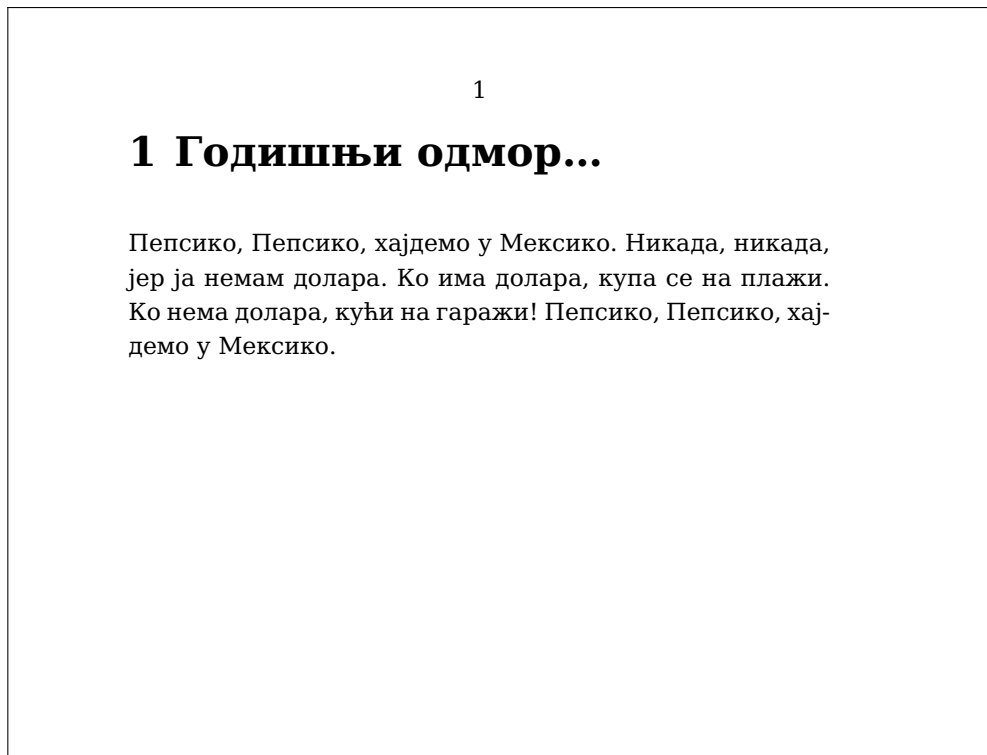 1
1 Годишњи одмор...
Пепсико, Пепсико, хајдемо у Мексико. Никада, никада,
јер ја немам долара. Ко има долара, купа се на плажи.
Ко нема долара, кући на гаражи! Пепсико, Пепсико, хај-
демо у Мексико.